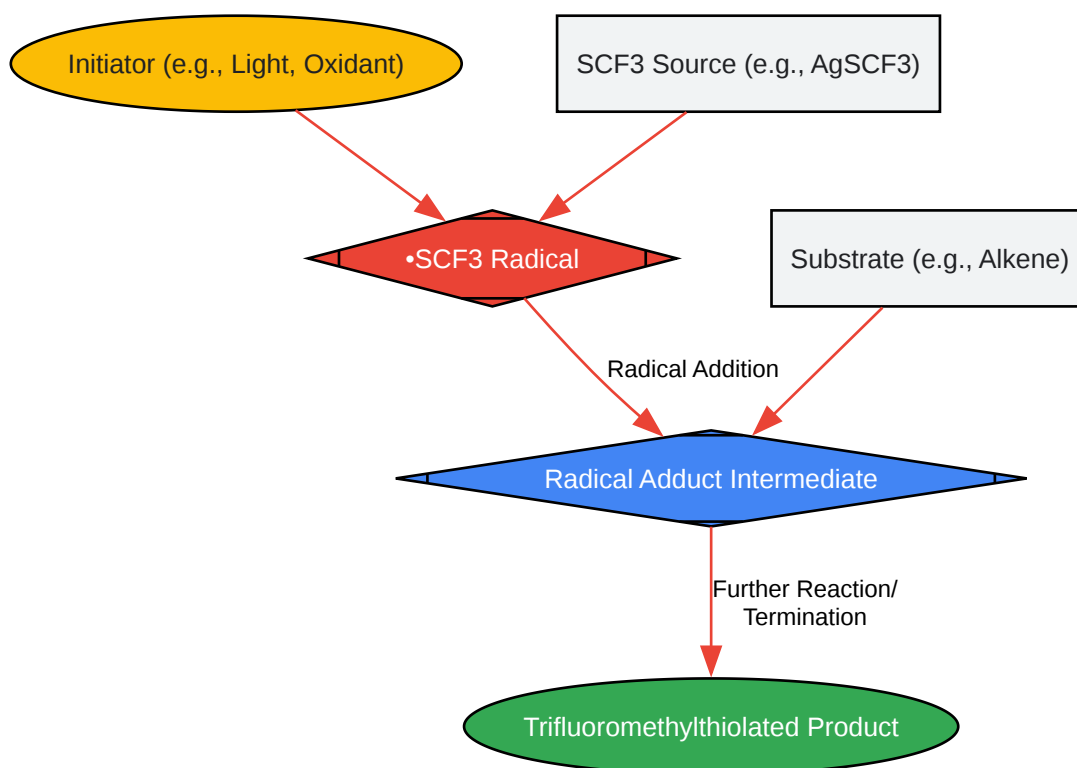 Initiator (e.g., Light, Oxidant)
SCF3 Source (e.g., AgSCF3)
•SCF3 Radical
Substrate (e.g., Alkene)
Radical Addition
Radical Adduct Intermediate
Further Reaction/
Termination
Trifluoromethylthiolated Product